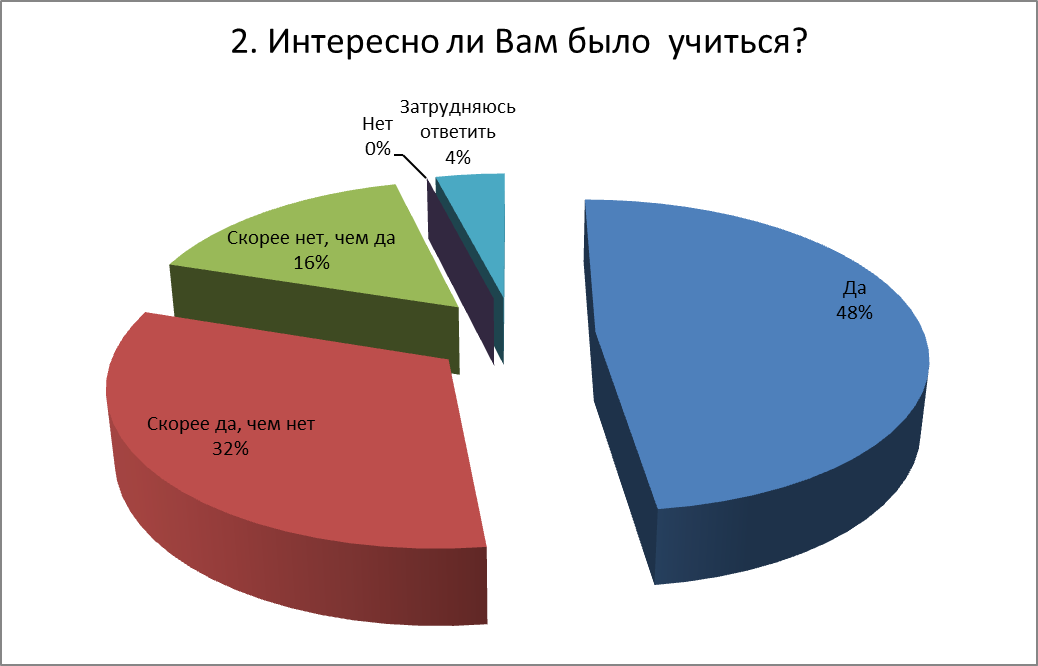 2. Интересно ли Вам было  учиться?
Затрудняюсь
ответить
4%
Нет
0%
Скорее нет, чем да
16%
Да
48%
Скорее да, чем нет
32%